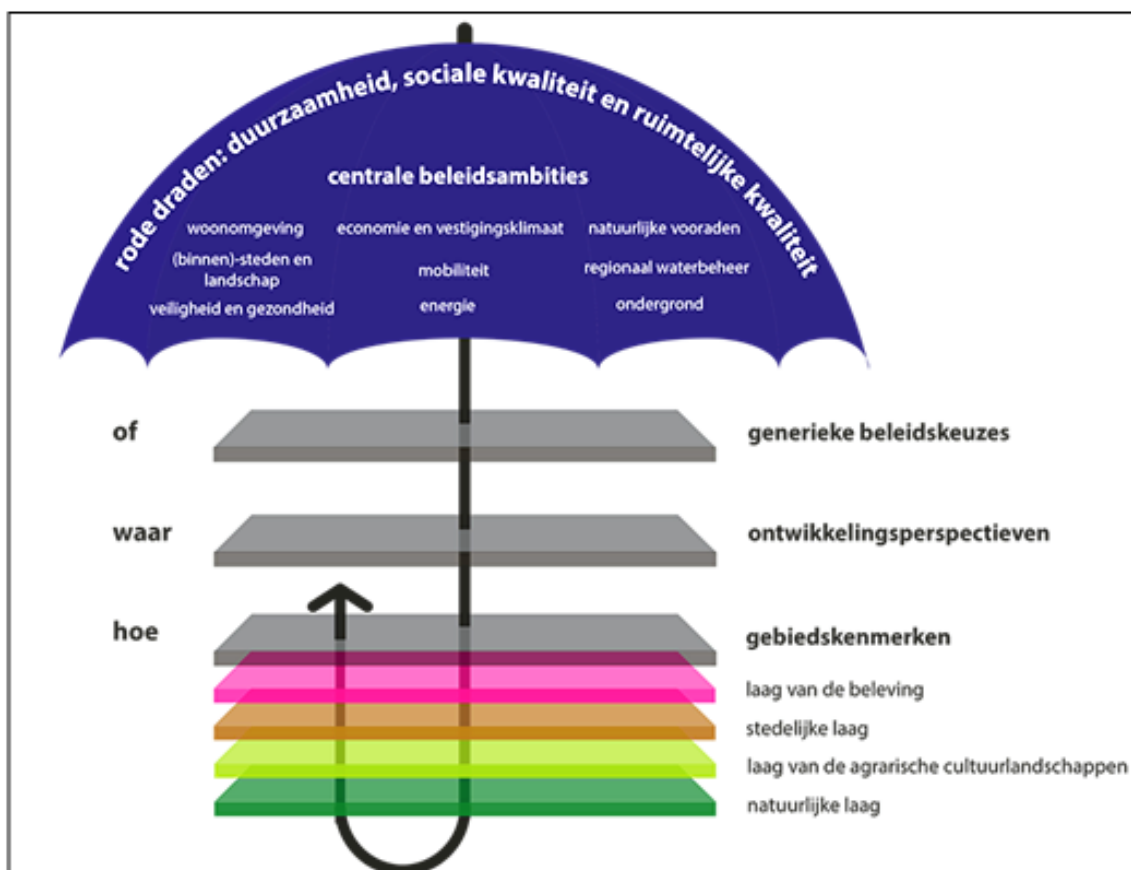 rode draden: duurzaamheid, sociale kwaliteit en ruimtelijke kwaliteit
centrale beleidsambities
woonomgeving
economie en vestigingsklimaat
natuurlijke vooraden
(binnen)-steden en
landschap
mobiliteit
regionaal waterbeheer
veiligheid en gezondheid
energie
ondergrond
of
generieke beleidskeuzes
waar
ontwikkelingsperspectieven
hoe
gebiedskenmerken
laag van de beleving
stedelijke laag
laag van de agrarische cultuurlandschappen
natuurlijke laag